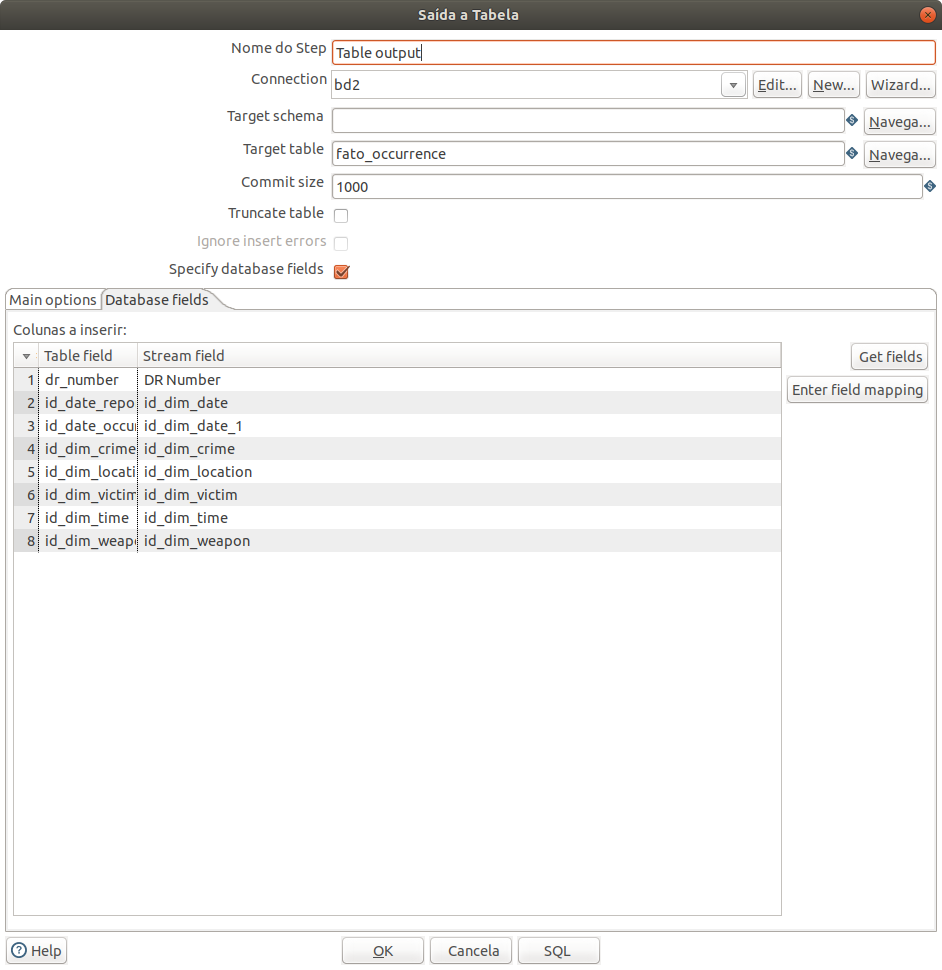 Saída a Tabela
Nome do Step Table output
Connection bd2 Edit... New... Wizard...
Target schema Navega...
Target table fato_occurrence Navega...
Commit size 1000
Truncate table
Ignore insert errors
Specify database fields
Main options Database fields
Colunas a inserir:
Table field Stream field
1 dr_number DR Number
2 id_date_repo id_dim_date
3 id_date_occur id_dim_date_1
4 id_dim_crime id_dim_crime
5 id_dim_locati id_dim_location
6 id_dim_victim id_dim_victim
7 id_dim_time id_dim_time
8 id_dim_weapo id_dim_weapon
Get fields
Enter field mapping
Help OK Cancela SQL